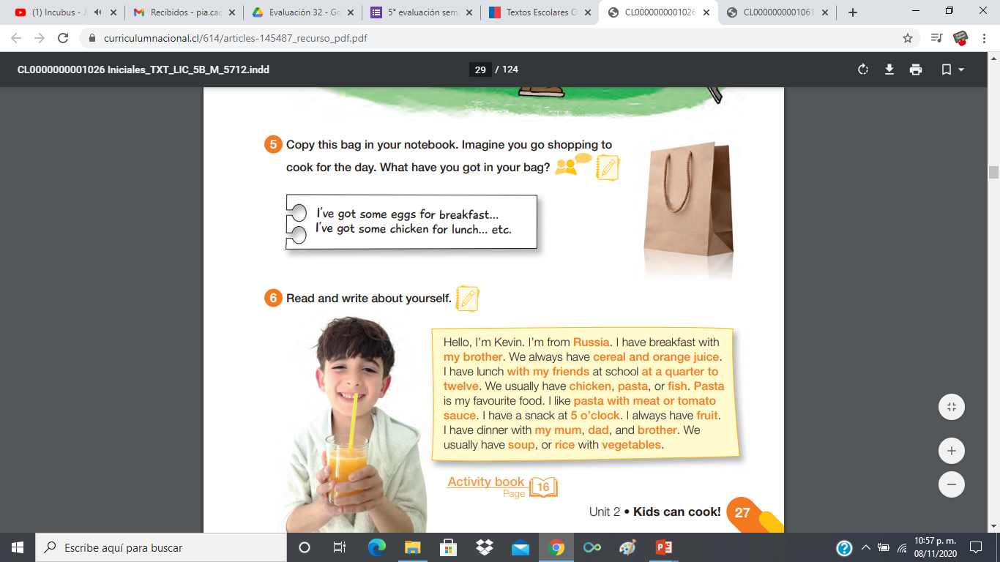 (1) Incubus - J
Recibidos - pia.cac
Evaluación 32 - Go
5° evaluación sem
Textos Escolares O
CL0000000001026
CL0000000001061
curriculumnacional.cl/614/articles-145487_recurso_pdf.pdf
CL0000000001026 Iniciales_TXT_LIC_5B_M_5712.indd
29 / 124
5 Copy this bag in your notebook. Imagine you go shopping to
cook for the day. What have you got in your bag?
I've got some eggs for breakfast...
I've got some chicken for lunch... etc.
6 Read and write about yourself.
Hello, I'm Kevin. I'm from Russia. I have breakfast with
my brother. We always have cereal and orange juice.
I have lunch with my friends at school at a quarter to
twelve. We usually have chicken, pasta, or fish. Pasta
is my favourite food. I like pasta with meat or tomato
sauce. I have a snack at 5 o'clock. I always have fruit.
I have dinner with my mum, dad, and brother. We
usually have soup, or rice with vegetables.
Activity book
Page 16
Unit 2 • Kids can cook! 27
Escribe aquí para buscar
10:57 p. m.
08/11/2020